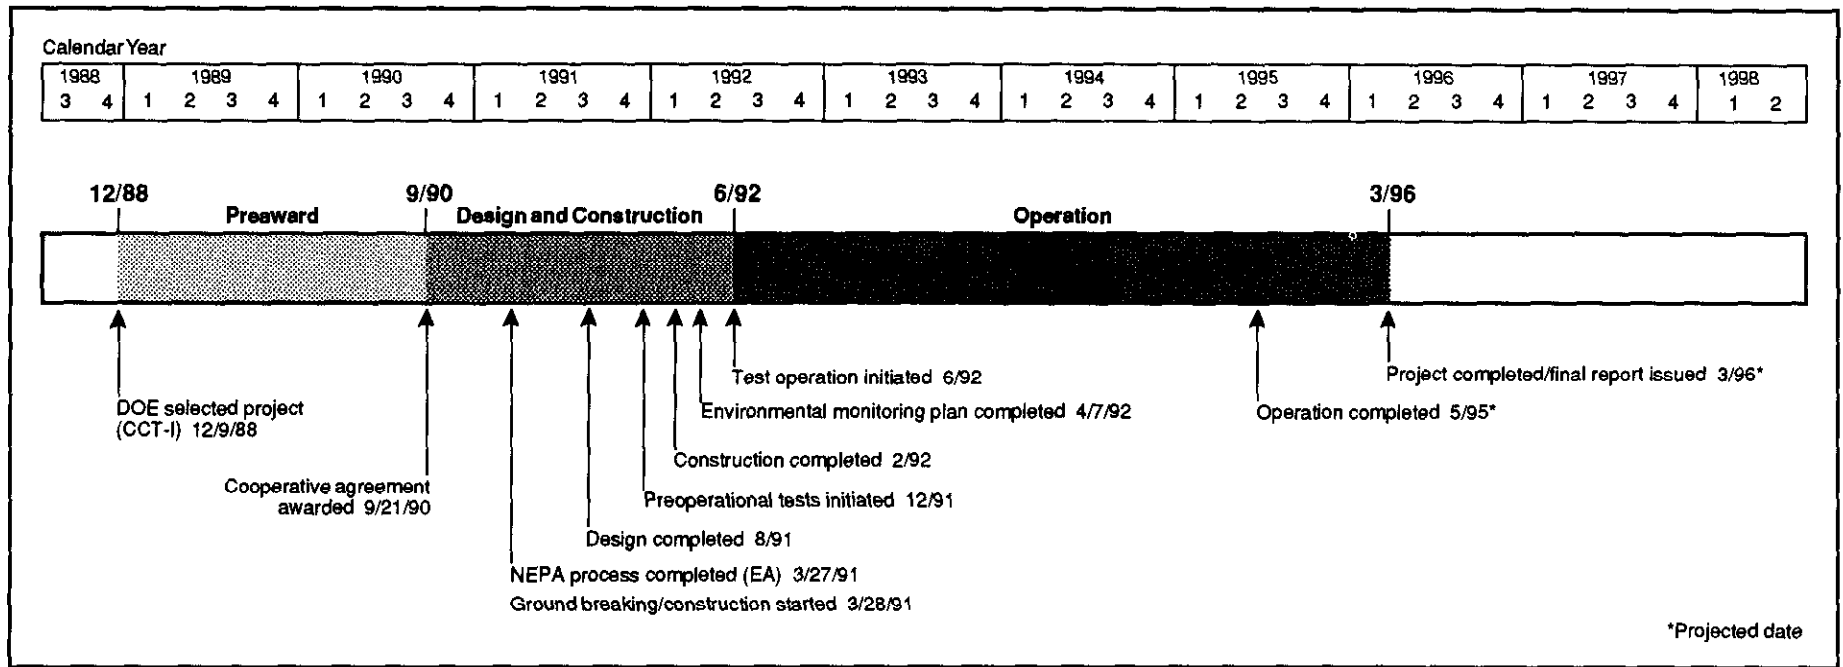 Calendar Year
1988 1989 1990 1991 1992 1993 1994 1995 1996 1997 1998
3 4 1 2 3 4 1 2 3 4 1 2 3 4 1 2 3 4 1 2 3 4 1 2 3 4 1 2 3 4 1 2 3 4 1 2 3 4 1 2
12/88 9/90 6/92 3/96
Preaward Design and Construction Operation
Test operation initiated 6/92
Project completed/final report issued 3/96*
DOE selected project
(CCT-I) 12/9/88
Environmental monitoring plan completed 4/7/92
Operation completed 5/95*
Construction completed 2/92
Cooperative agreement
awarded 9/21/90
Preoperational tests initiated 12/91
Design completed 8/91
NEPA process completed (EA) 3/27/91
Ground breaking/construction started 3/28/91
*Projected date